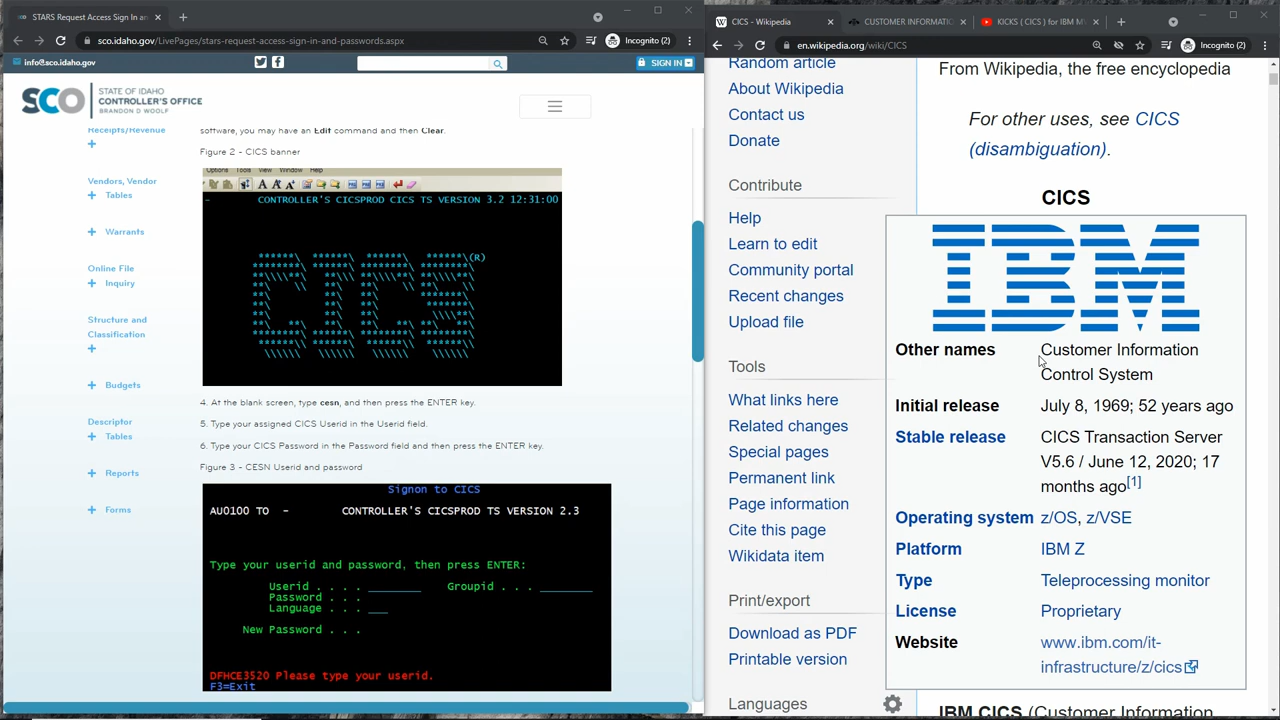 STARS Request Access Sign In an
sco.idaho.gov/LivePages/stars-request-access-sign-in-and-passwords.aspx
Incognito (2)
info@sco.idaho.gov
SIGN IN
SCO
STATE OF IDAHO
CONTROLLER'S OFFICE
BRANDON D WOOLF
Receipts/Revenue
Vendors, Vendor
Tables
Warrants
Online File
Inquiry
Structure and
Classification
Budgets
Descriptor
Tables
Reports
Forms
software, you may have an Edit command and then Clear.
Figure 2 - CICS banner
Options Tools View Window Help
CONTROLLER'S CICSPROD CICS TS VERSION 3.2 12:31:00
CICS
(R)
4. At the blank screen, type cesn, and then press the ENTER key.
5. Type your assigned CICS Userid in the Userid field.
6. Type your CICS Password in the Password field and then press the ENTER key.
Figure 3 - CESN Userid and password
Signon to CICS
AU0100 TO - CONTROLLER'S CICSPROD TS VERSION 2.3
Type your userid and password, then press ENTER:
Userid . . . . ________ Groupid . . . ________
Password . . .
Language . . . ___
New Password . . .
DFHCE3520 Please type your userid.
F3=Exit
CICS - Wikipedia
CUSTOMER INFORMATIO
KICKS ( CICS ) for IBM M
en.wikipedia.org/wiki/CICS
Incognito (2)
Random article
About Wikipedia
Contact us
Donate
Contribute
Help
Learn to edit
Community portal
Recent changes
Upload file
Tools
What links here
Related changes
Special pages
Permanent link
Page information
Cite this page
Wikidata item
Print/export
Download as PDF
Printable version
Languages
From Wikipedia, the free encyclopedia
For other uses, see CICS
(disambiguation).
CICS
IBM
Other names Customer Information
Control System
Initial release July 8, 1969; 52 years ago
Stable release CICS Transaction Server
V5.6 / June 12, 2020; 17
months ago[1]
Operating system z/OS, z/VSE
Platform IBM Z
Type Teleprocessing monitor
License Proprietary
Website www.ibm.com/it-
infrastructure/z/cics
IBM CICS (Customer Information